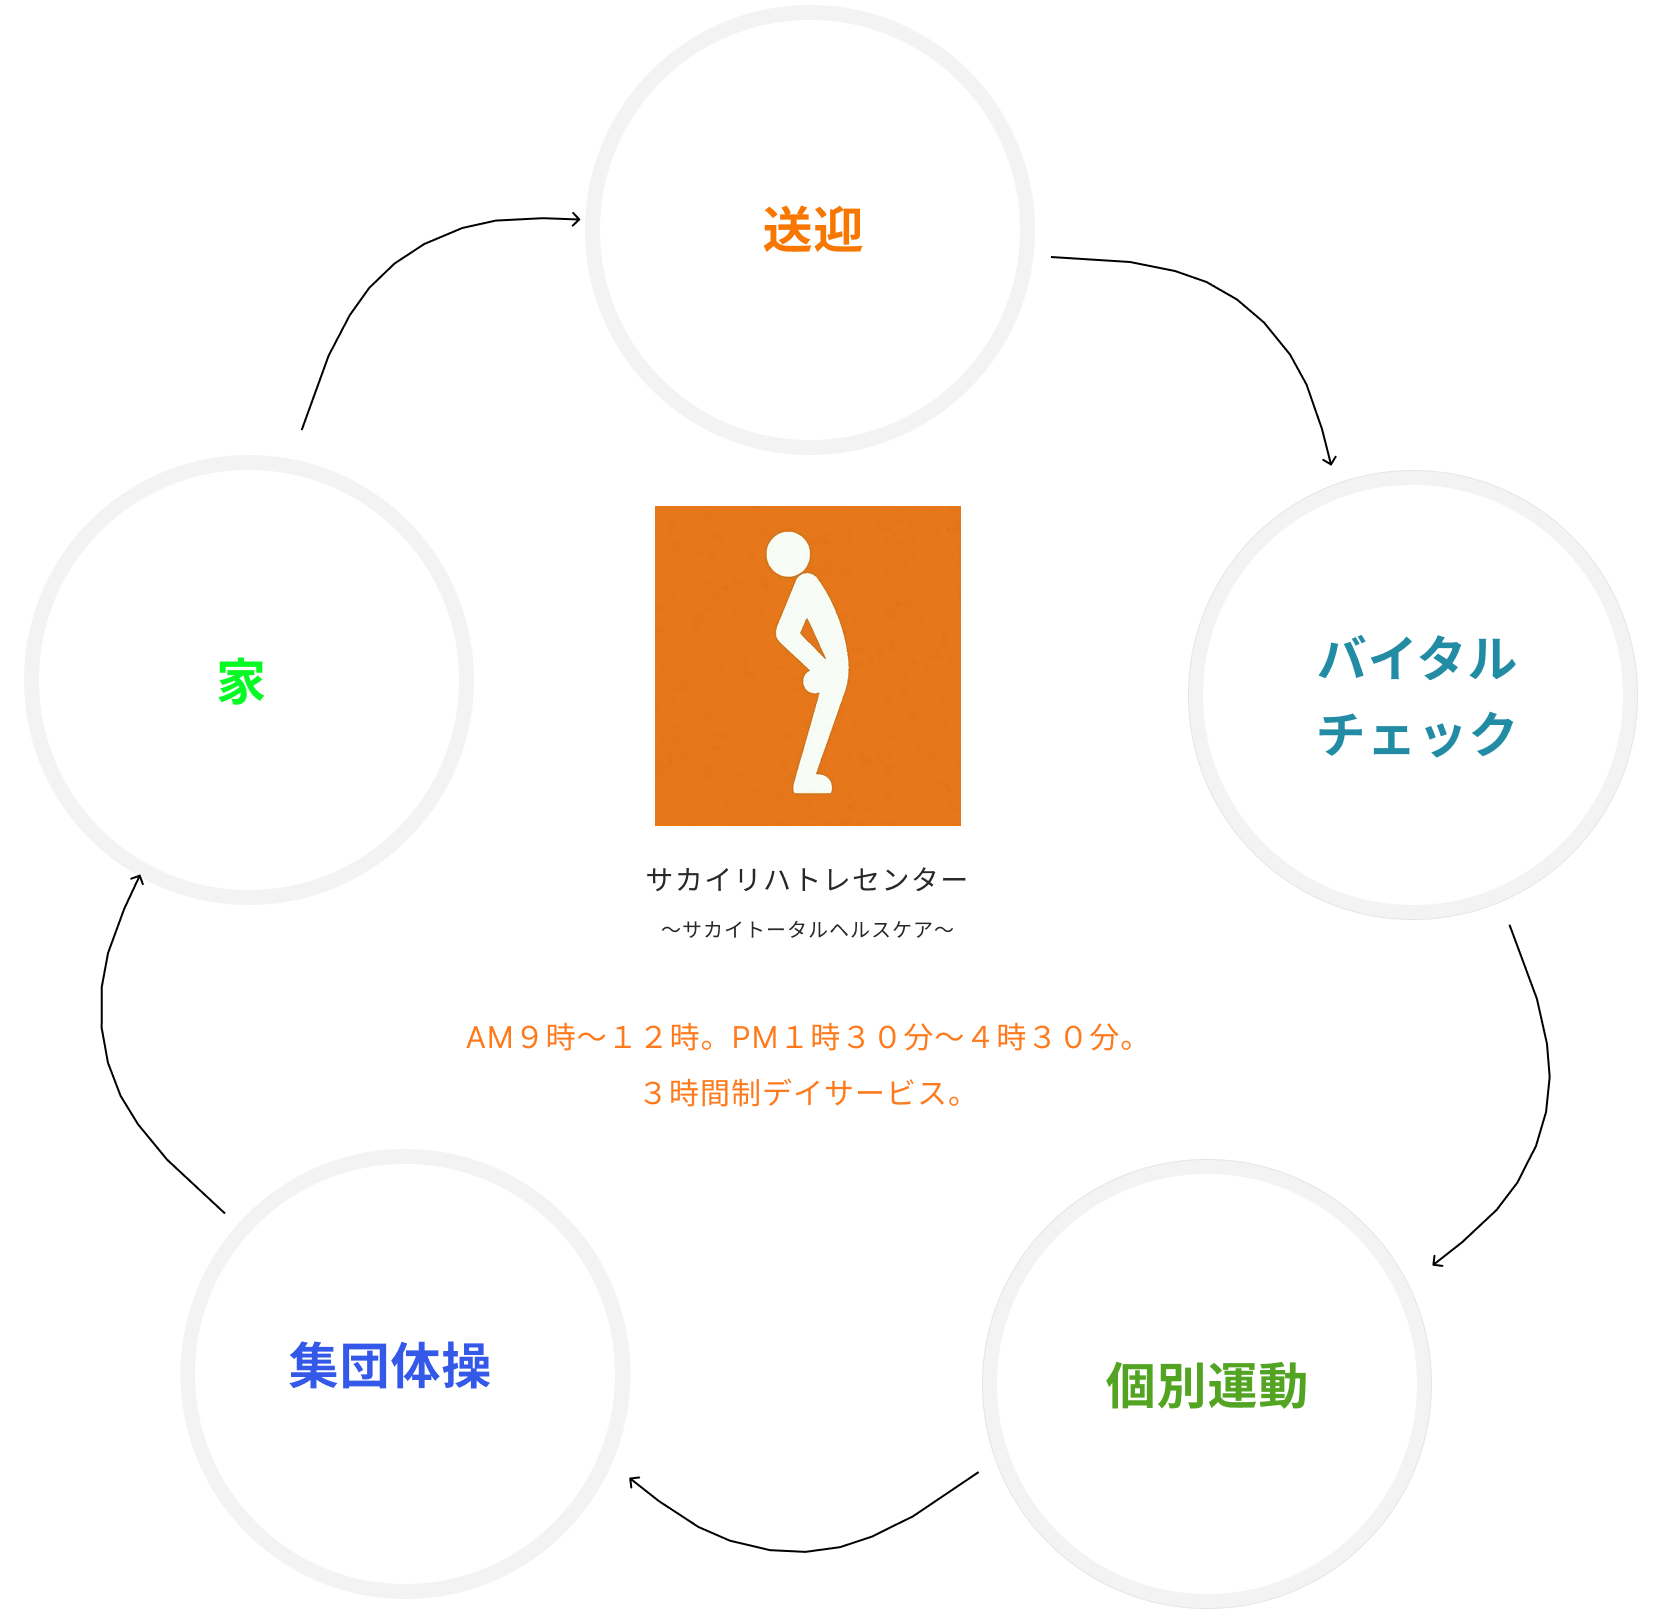 送迎
家
バイタル
チェック
サカイリハトレセンター
～サカイトータルヘルスケア～
AM９時～１２時。PM１時３０分～４時３０分。
３時間制デイサービス。
集団体操
個別運動